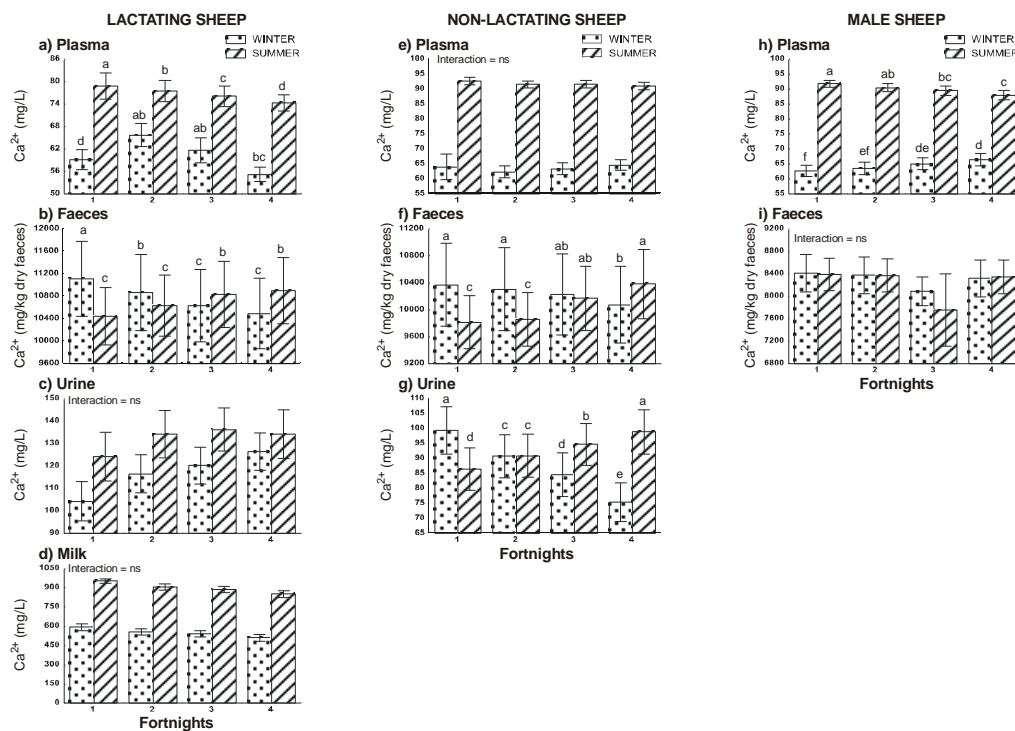 LACTATING SHEEP
a) Plasma
WINTER
SUMMER
Ca²⁺ (mg/L)
86
80
74
68
62
56
50
a
b
c
d
d
ab
ab
bc
1
2
3
4
b) Faeces
Ca²⁺ (mg/kg dry faeces)
12000
11600
11200
10800
10400
10000
9600
a
c
b
c
c
b
c
b
1
2
3
4
c) Urine
Interaction = ns
Ca²⁺ (mg/L)
150
140
130
120
110
100
90
1
2
3
4
d) Milk
Interaction = ns
Ca²⁺ (mg/L)
1050
900
750
600
450
300
150
0
1
2
3
4
Fortnights
NON-LACTATING SHEEP
e) Plasma
WINTER
SUMMER
Interaction = ns
Ca²⁺ (mg/L)
100
95
90
85
80
75
70
65
60
55
1
2
3
4
f) Faeces
Ca²⁺ (mg/kg dry faeces)
11200
10800
10400
10000
9600
9200
a
c
a
c
ab
b
b
a
1
2
3
4
g) Urine
Ca²⁺ (mg/L)
110
105
100
95
90
85
80
75
70
65
a
d
c
c
d
b
e
a
1
2
3
4
Fortnights
MALE SHEEP
h) Plasma
WINTER
SUMMER
Ca²⁺ (mg/L)
100
95
90
85
80
75
70
65
60
55
a
ab
bc
c
f
ef
de
d
1
2
3
4
i) Faeces
Interaction = ns
Ca²⁺ (mg/kg dry faeces)
9200
8800
8400
8000
7600
7200
6800
1
2
3
4
Fortnights